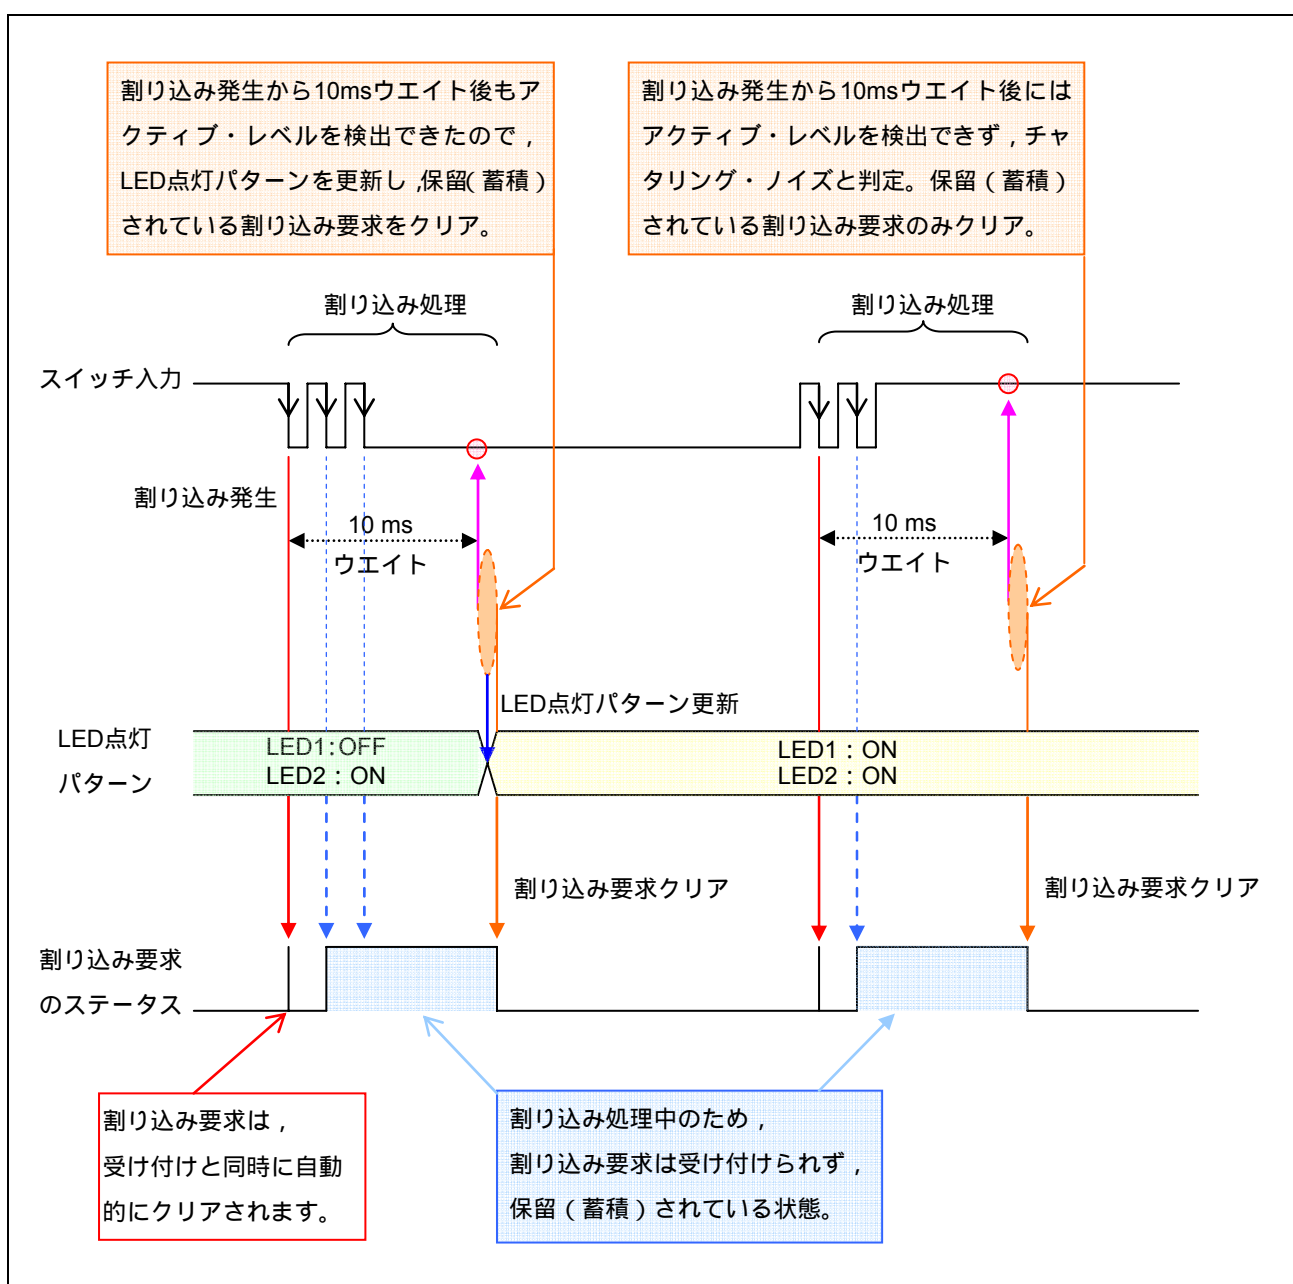 割り込み発生から10msウエイト後もア
クティブ・レベルを検出できたので，
LED点灯パターンを更新し，保留（蓄積）
されている割り込み要求をクリア。
割り込み発生から10msウエイト後には
アクティブ・レベルを検出できず，チャ
タリング・ノイズと判定。保留（蓄積）
されている割り込み要求のみクリア。
割り込み処理
割り込み処理
スイッチ入力
割り込み発生
10 ms
ウエイト
10 ms
ウエイト
LED点灯パターン更新
LED点灯
パターン
LED1：OFF
LED2：ON
LED1：ON
LED2：ON
割り込み要求クリア
割り込み要求クリア
割り込み要求
のステータス
割り込み要求は，
受け付けと同時に自動
的にクリアされます。
割り込み処理中のため，
割り込み要求は受け付けられず，
保留（蓄積）されている状態。